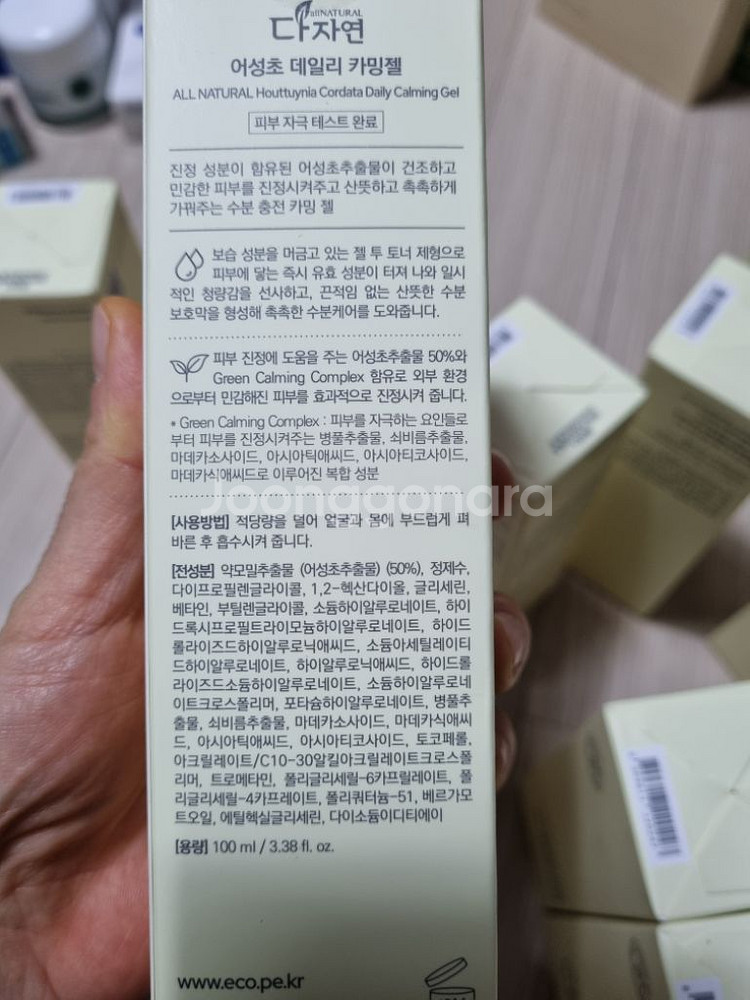 allNATURAL
다자연
어성초 데일리 카밍젤
ALL NATURAL Houttuynia Cordata Daily Calming Gel
피부 자극 테스트 완료
진정 성분이 함유된 어성초추출물이 건조하고
민감한 피부를 진정시켜주고 산뜻하고 촉촉하게
가꿔주는 수분 충전 카밍 젤
보습 성분을 머금고 있는 젤 투 토너 제형으로
피부에 닿는 즉시 유효 성분이 터져 나와 일시
적인 청량감을 선사하고, 끈적임 없는 산뜻한 수분
보호막을 형성해 촉촉한 수분케어를 도와줍니다.
피부 진정에 도움을 주는 어성초추출물 50%와
Green Calming Complex 함유로 외부 환경
으로부터 민감해진 피부를 효과적으로 진정시켜 줍니다.
* Green Calming Complex : 피부를 자극하는 요인들로
부터 피부를 진정시켜주는 병풀추출물, 쇠비름추출물,
마데카소사이드, 아시아틱애씨드, 아시아티코사이드,
마데카식애씨드로 이루어진 복합 성분
Joonggonara
[사용방법] 적당량을 덜어 얼굴과 몸에 부드럽게 펴
바른 후 흡수시켜 줍니다.
[전성분] 약모밀추출물 (어성초추출물) (50%), 정제수,
다이프로필렌글라이콜, 1,2-헥산다이올, 글리세린,
베타인, 부틸렌글라이콜, 소듐하이알루로네이트, 하이
드록시프로필트라이모늄하이알루로네이트, 하이드
롤라이즈드하이알루로닉애씨드, 소듐아세틸레이티
드하이알루로네이트, 하이알루로닉애씨드, 하이드롤
라이즈드소듐하이알루로네이트, 소듐하이알루로네
이트크로스폴리머, 포타슘하이알루로네이트, 병풀추
출물, 쇠비름추출물, 마데카소사이드, 마데카식애씨
드, 아시아틱애씨드, 아시아티코사이드, 토코페롤,
아크릴레이트/C10-30알킬아크릴레이트크로스폴
리머, 트로메타민, 폴리글리세릴-6카프릴레이트, 폴
리글리세릴-4카프레이트, 폴리쿼터늄-51, 베르가모
트오일, 에틸헥실글리세린, 다이소듐이디티에이
[용량] 100 ml / 3.38 fl. oz.
www.eco.pe.kr